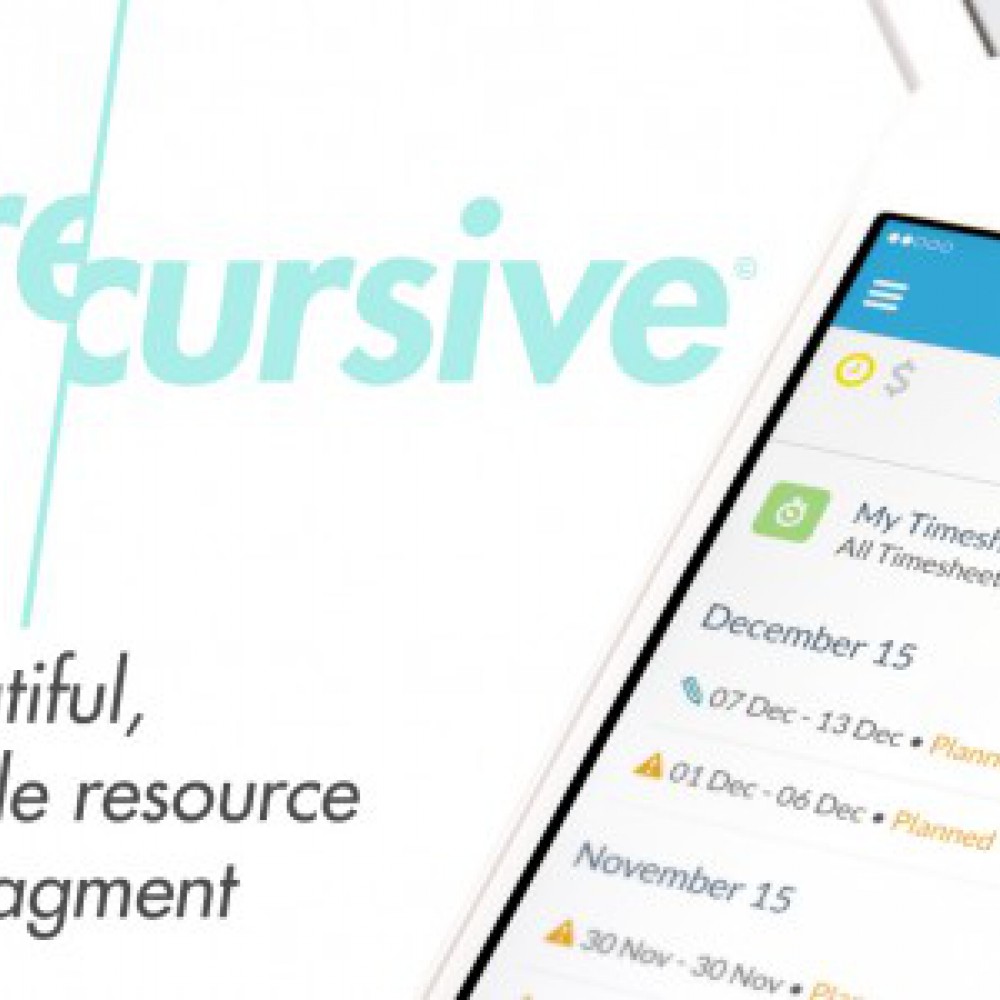 recursive©
tiful,
le resource
agment
$
My Timesh
All Timesheet
December 15
07 Dec - 13 Dec • Plann
01 Dec - 06 Dec • Planned
November 15
30 Nov - 30 Nov • Plan